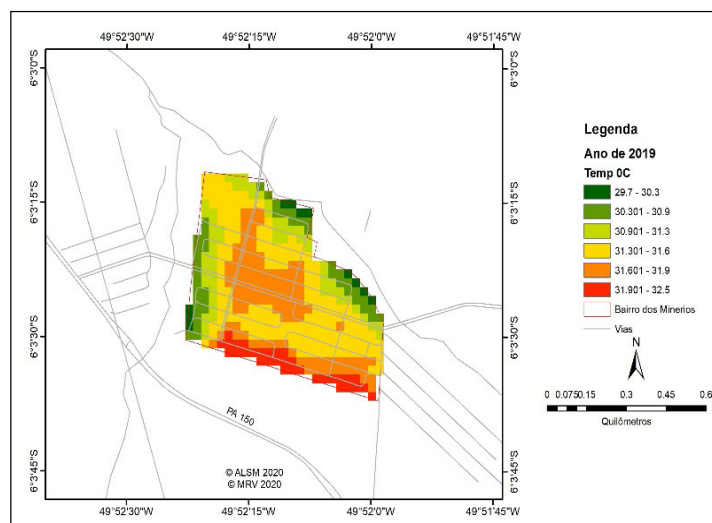 49°52'30"W 49°52'15"W 49°52'0"W 49°51'45"W
6°3'0"S 6°3'0"S
6°3'15"S 6°3'15"S
6°3'30"S 6°3'30"S
6°3'45"S 6°3'45"S
PA 150
© ALSM 2020
© MRV 2020
49°52'30"W 49°52'15"W 49°52'0"W 49°51'45"W
Legenda
Ano de 2019
Temp 0C
29.7 - 30.3
30.301 - 30.9
30.901 - 31.3
31.301 - 31.6
31.601 - 31.9
31.901 - 32.5
Bairro dos Minerios
Vias
N
0 0.075 0.15 0.3 0.45 0.6
Quilômetros